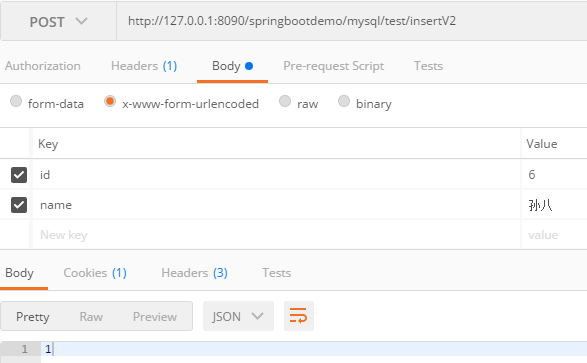 POST http://127.0.0.1:8090/springbootdemo/mysql/test/insertV2
Authorization Headers (1) Body Pre-request Script Tests
form-data x-www-form-urlencoded raw binary
Key Value
id 6
name 孙八
New key value
Body Cookies (1) Headers (3) Tests
Pretty Raw Preview JSON
1 1